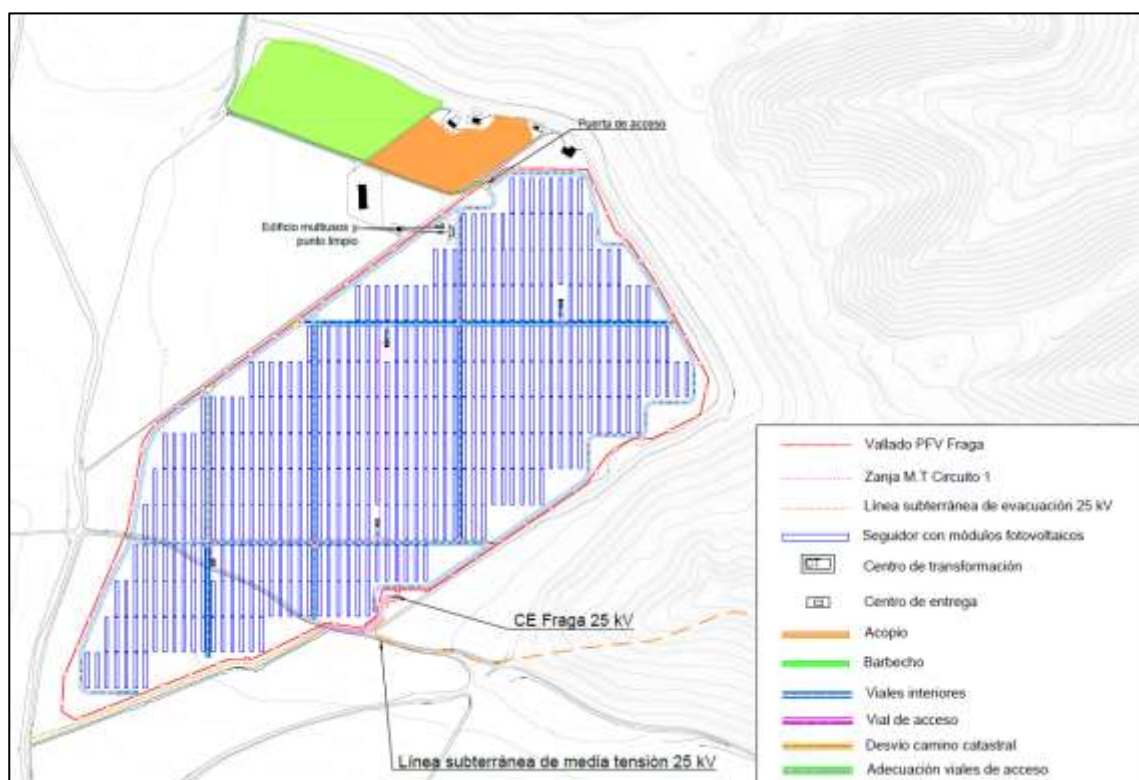 Puerta de acceso
Edificio multiusos y
punto limpio
CE Fraga 25 kV
Línea subterránea de media tensión 25 kV
Vallado PFV Fraga
Zanja M.T Circuito 1
Línea subterránea de evacuación 25 kV
Seguidor con módulos fotovoltaicos
CT
Centro de transformación
Centro de entrega
Acopio
Barbecho
Viales interiores
Vial de acceso
Desvío camino catastral
Adecuación viales de acceso